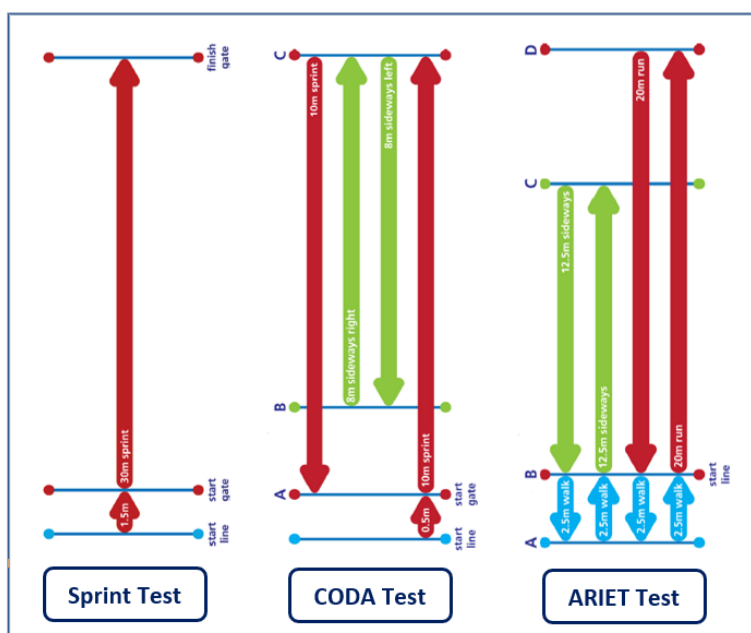 finish
gate
30m sprint
start
gate
1.5m
start
line
Sprint Test
C
10m sprint
8m sideways right
8m sideways left
10m sprint
B
A
start
gate
0.5m
start
line
CODA Test
D
20m run
C
12.5m sideways
12.5m sideways
20m run
B
start
line
2.5m walk
2.5m walk
2.5m walk
2.5m walk
A
ARIET Test